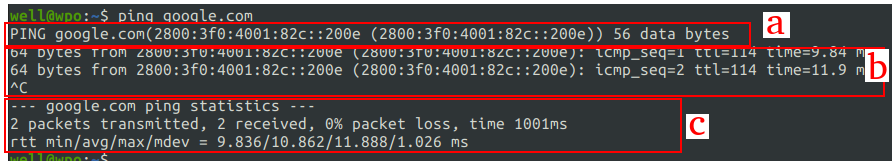 well@wpo:~$ ping google.com
PING google.com(2800:3f0:4001:82c::200e (2800:3f0:4001:82c::200e)) 56 data bytes
a
64 bytes from 2800:3f0:4001:82c::200e (2800:3f0:4001:82c::200e): icmp_seq=1 ttl=114 time=9.84 m
64 bytes from 2800:3f0:4001:82c::200e (2800:3f0:4001:82c::200e): icmp_seq=2 ttl=114 time=11.9 m
b
^C
--- google.com ping statistics ---
2 packets transmitted, 2 received, 0% packet loss, time 1001ms
c
rtt min/avg/max/mdev = 9.836/10.862/11.888/1.026 ms
well@wpo:~$